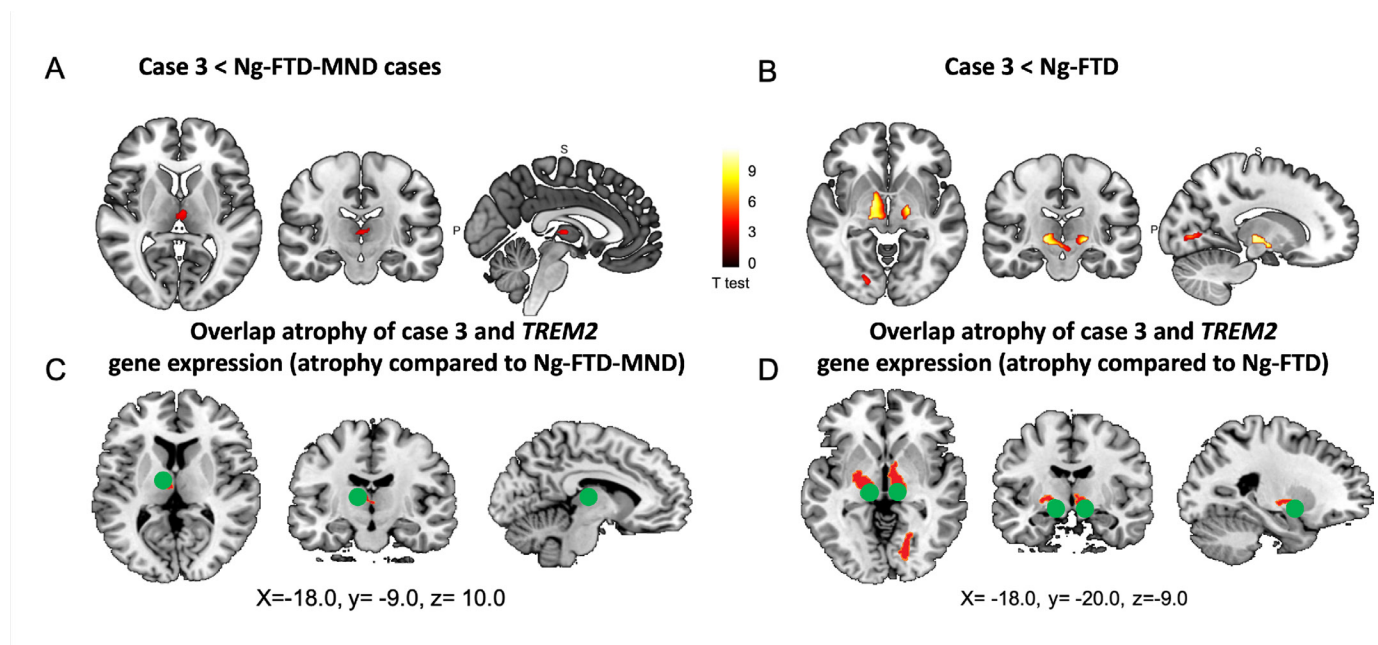 A
Case 3 < Ng-FTD-MND cases
S
P
9
6
3
0
T test
B
Case 3 < Ng-FTD
S
P
Overlap atrophy of case 3 and TREM2
gene expression (atrophy compared to Ng-FTD-MND)
C
X=-18.0, y= -9.0, z= 10.0
Overlap atrophy of case 3 and TREM2
gene expression (atrophy compared to Ng-FTD)
D
X= -18.0, y= -20.0, z=-9.0